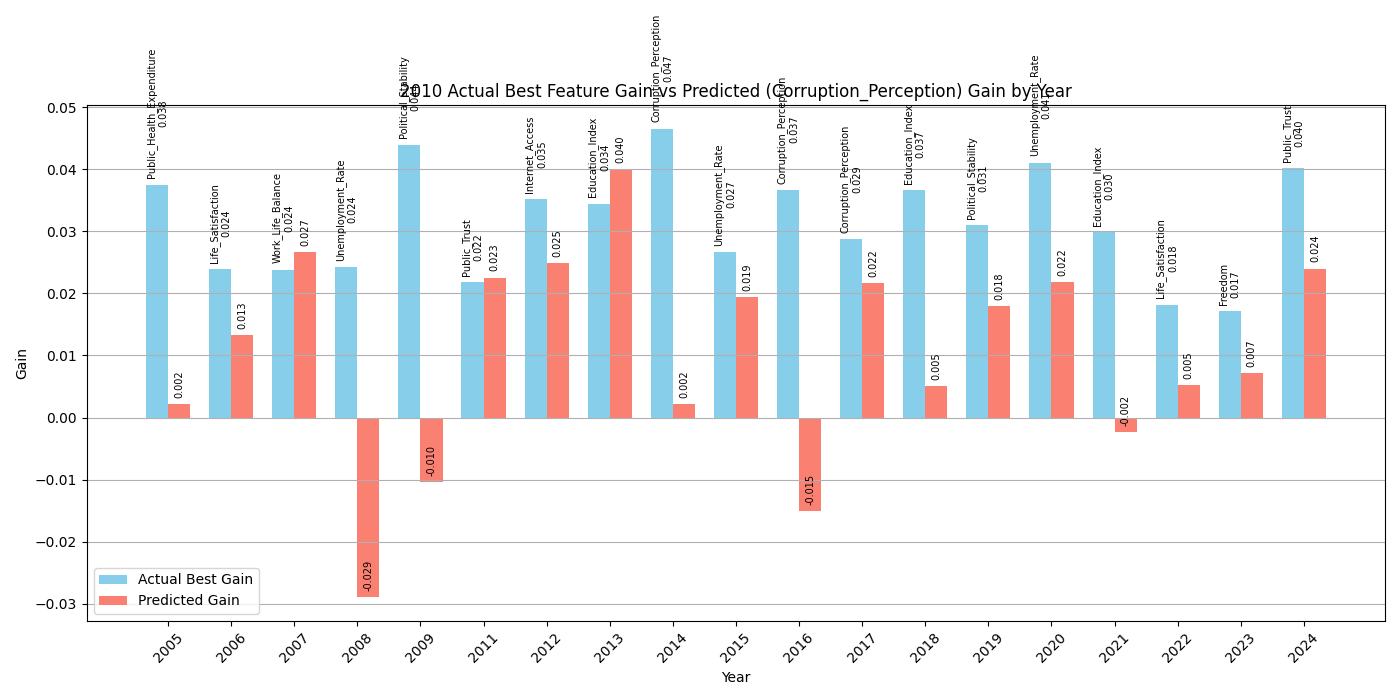 2010 Actual Best Feature Gain vs Predicted (Corruption_Perception) Gain by Year
Gain
0.05
0.04
0.03
0.02
0.01
0.00
−0.01
−0.02
−0.03
Public_Health_Expenditure
0.038
0.002
Life_Satisfaction
0.024
0.013
Work_Life_Balance
0.024
0.027
Unemployment_Rate
0.024
-0.029
Political_Stability
-0.010
Public_Trust
0.022
0.023
Internet_Access
0.035
0.025
Education_Index
0.034
0.040
Corruption_Perception
0.047
0.002
Unemployment_Rate
0.027
0.019
Corruption_Perception
0.037
-0.015
Corruption_Perception
0.029
0.022
Education_Index
0.037
0.005
Political_Stability
0.031
0.018
Unemployment_Rate
0.041
0.022
Education_Index
0.030
-0.002
Life_Satisfaction
0.018
0.005
Freedom
0.017
0.007
Public_Trust
0.040
0.024
Actual Best Gain
Predicted Gain
2005
2006
2007
2008
2009
2011
2012
2013
2014
2015
2016
2017
2018
2019
2020
2021
2022
2023
2024
Year